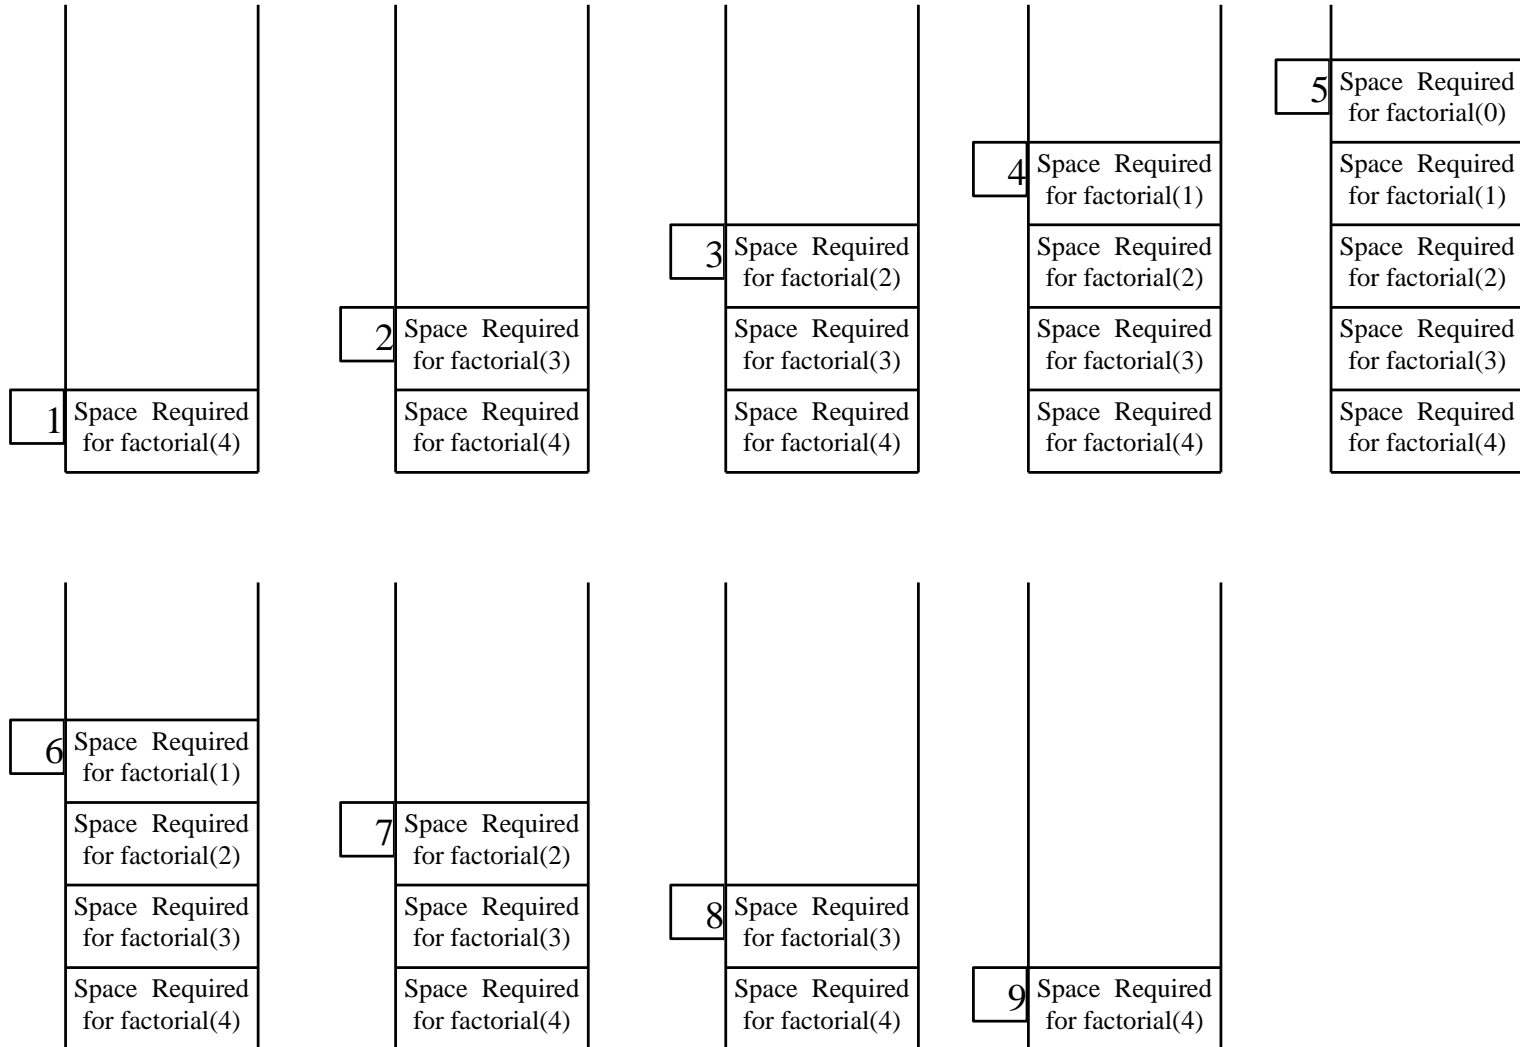 1
Space Required
for factorial(4)
2
Space Required
for factorial(3)
Space Required
for factorial(4)
3
Space Required
for factorial(2)
Space Required
for factorial(3)
Space Required
for factorial(4)
4
Space Required
for factorial(1)
Space Required
for factorial(2)
Space Required
for factorial(3)
Space Required
for factorial(4)
5
Space Required
for factorial(0)
Space Required
for factorial(1)
Space Required
for factorial(2)
Space Required
for factorial(3)
Space Required
for factorial(4)
6
Space Required
for factorial(1)
Space Required
for factorial(2)
Space Required
for factorial(3)
Space Required
for factorial(4)
7
Space Required
for factorial(2)
Space Required
for factorial(3)
Space Required
for factorial(4)
8
Space Required
for factorial(3)
Space Required
for factorial(4)
9
Space Required
for factorial(4)